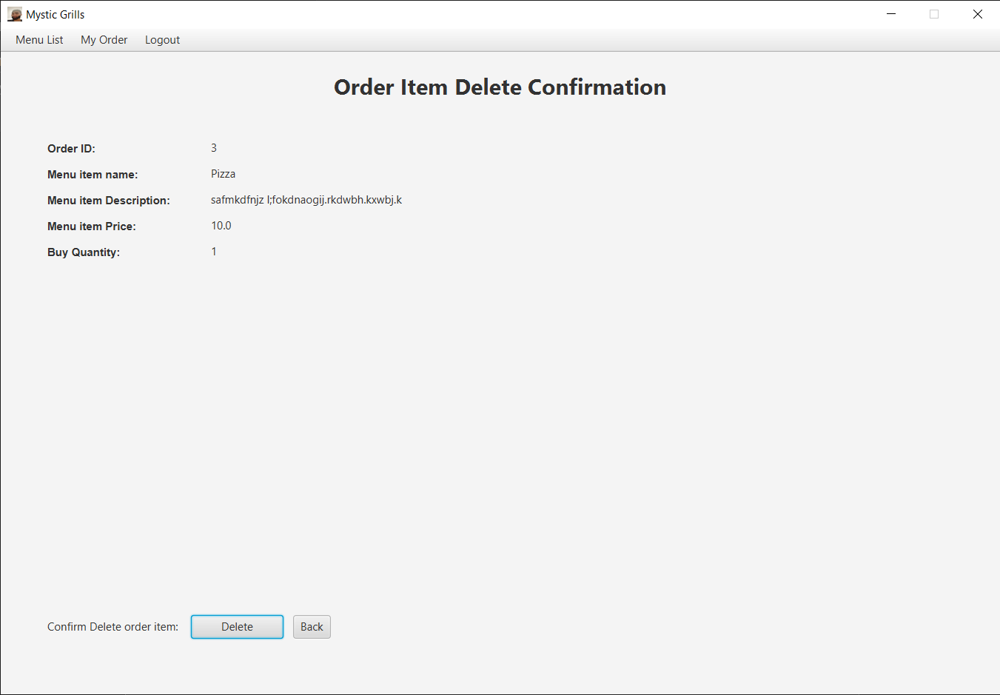 Mystic Grills
Menu List My Order Logout
Order Item Delete Confirmation
Order ID: 3
Menu item name: Pizza
Menu item Description: safmkdfnjz l;fokdnaogij.rkdwbh.kxwbj.k
Menu item Price: 10.0
Buy Quantity: 1
Confirm Delete order item: Delete Back